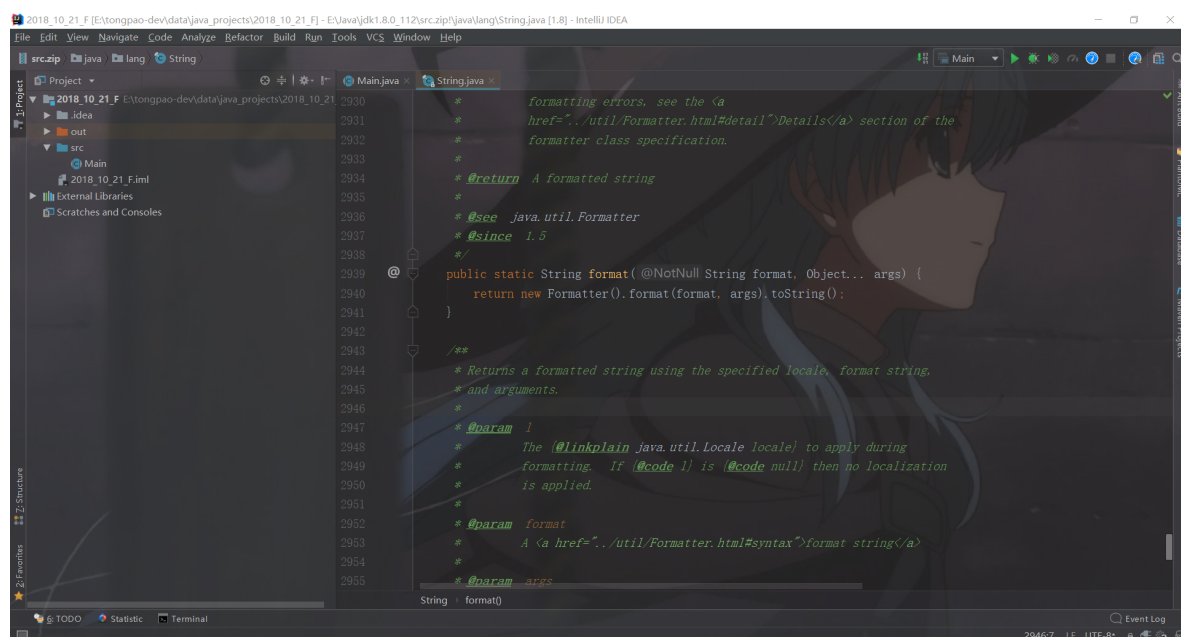 2018_10_21_F [E:\tongpao-dev\data\java_projects\2018_10_21_F] - E:\Java\jdk1.8.0_112\src.zip!\java\lang\String.java [1.8] - IntelliJ IDEA
File Edit View Navigate Code Analyze Refactor Build Run Tools VCS Window Help
src.zip java lang String Main
Project Main.java String.java
1: Project
2018_10_21_F E:\tongpao-dev\data\java_projects\2018_10_21
.idea
out
src
Main
2018_10_21_F.iml
External Libraries
Scratches and Consoles
2930 * formatting errors, see the <a
2931 * href="../util/Formatter.html#detail">Details</a> section of the
2932 * formatter class specification.
2933 *
2934 * @return A formatted string
2935 *
2936 * @see java.util.Formatter
2937 * @since 1.5
2938 */
2939 @ public static String format( @NotNull String format, Object... args) {
2940 return new Formatter().format(format, args).toString();
2941 }
2942
2943 /**
2944 * Returns a formatted string using the specified locale, format string,
2945 * and arguments.
2946 *
2947 * @param l
2948 * The {@linkplain java.util.Locale locale} to apply during
2949 * formatting. If {@code l} is {@code null} then no localization
2950 * is applied.
2951 *
2952 * @param format
2953 * A <a href="../util/Formatter.html#syntax">format string</a>
2954 *
2955 * @param args
Z: Structure
2: Favorites
String format()
6: TODO Statistic Terminal Event Log
2946:7 LF UTF-8